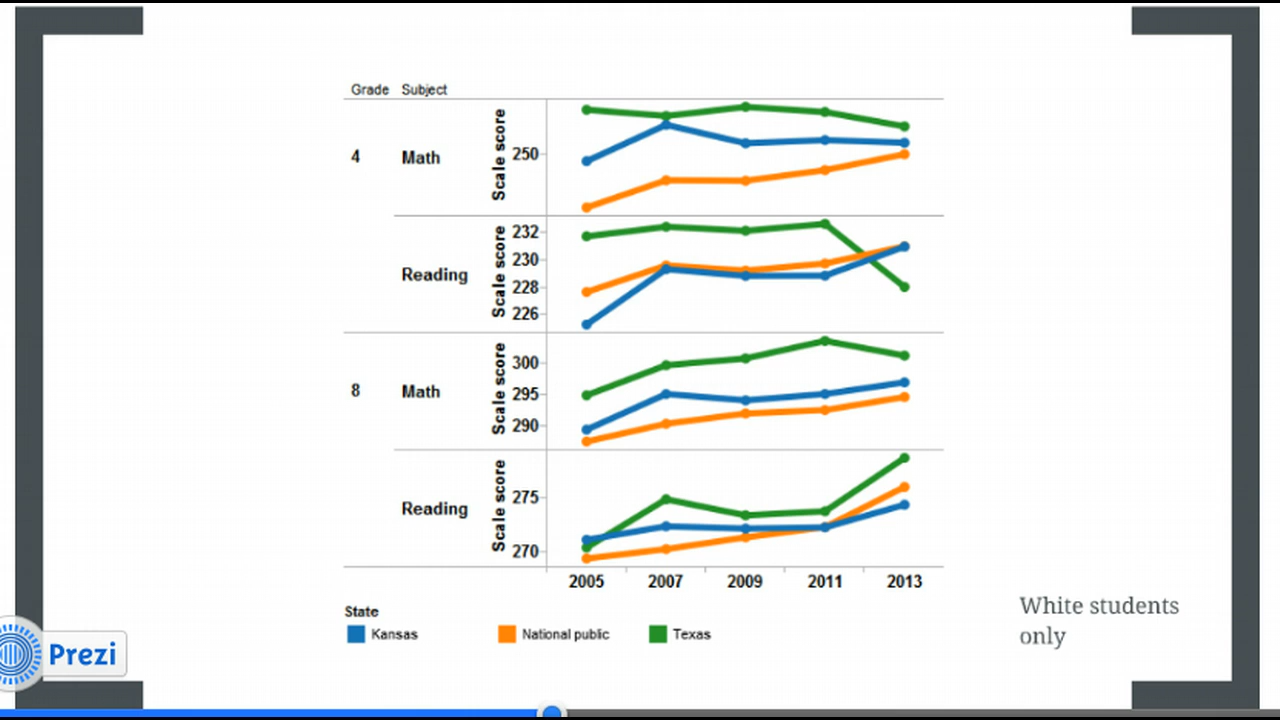 Grade Subject
4 Math Scale score 250
Reading Scale score 232 230 228 226
8 Math Scale score 300 295 290
Reading Scale score 275 270
2005 2007 2009 2011 2013
State
Kansas National public Texas
White students
only
Prezi